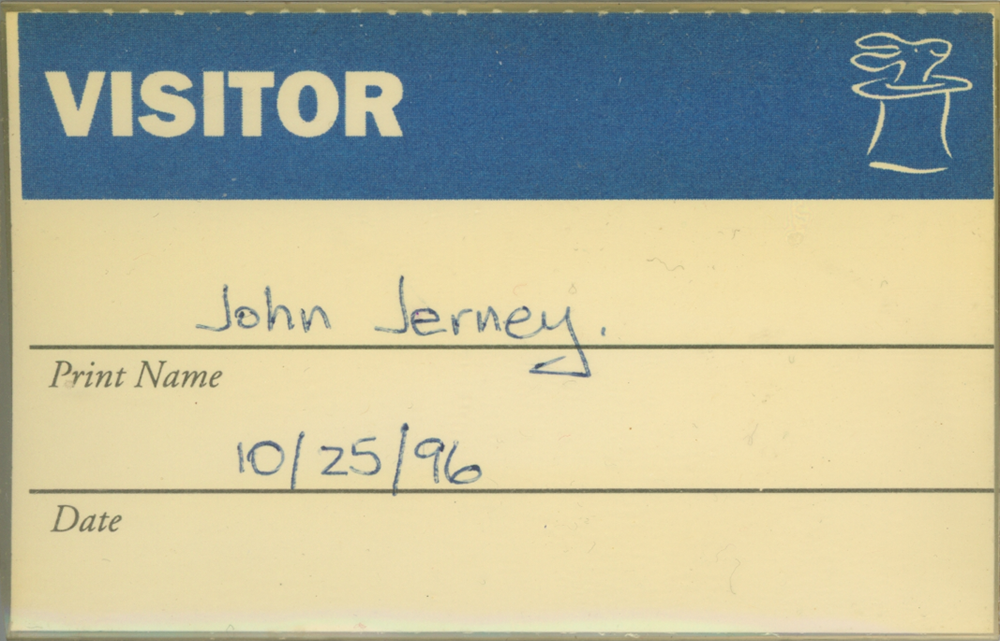 VISITOR
John Jerney.
Print Name
10/25/96
Date